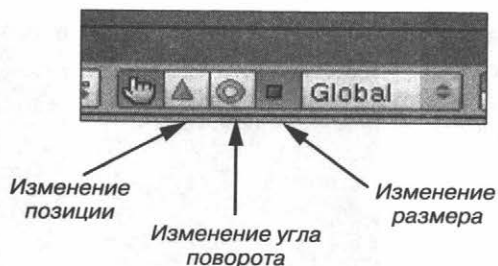 Global
Изменение
позиции
Изменение угла
поворота
Изменение
размера